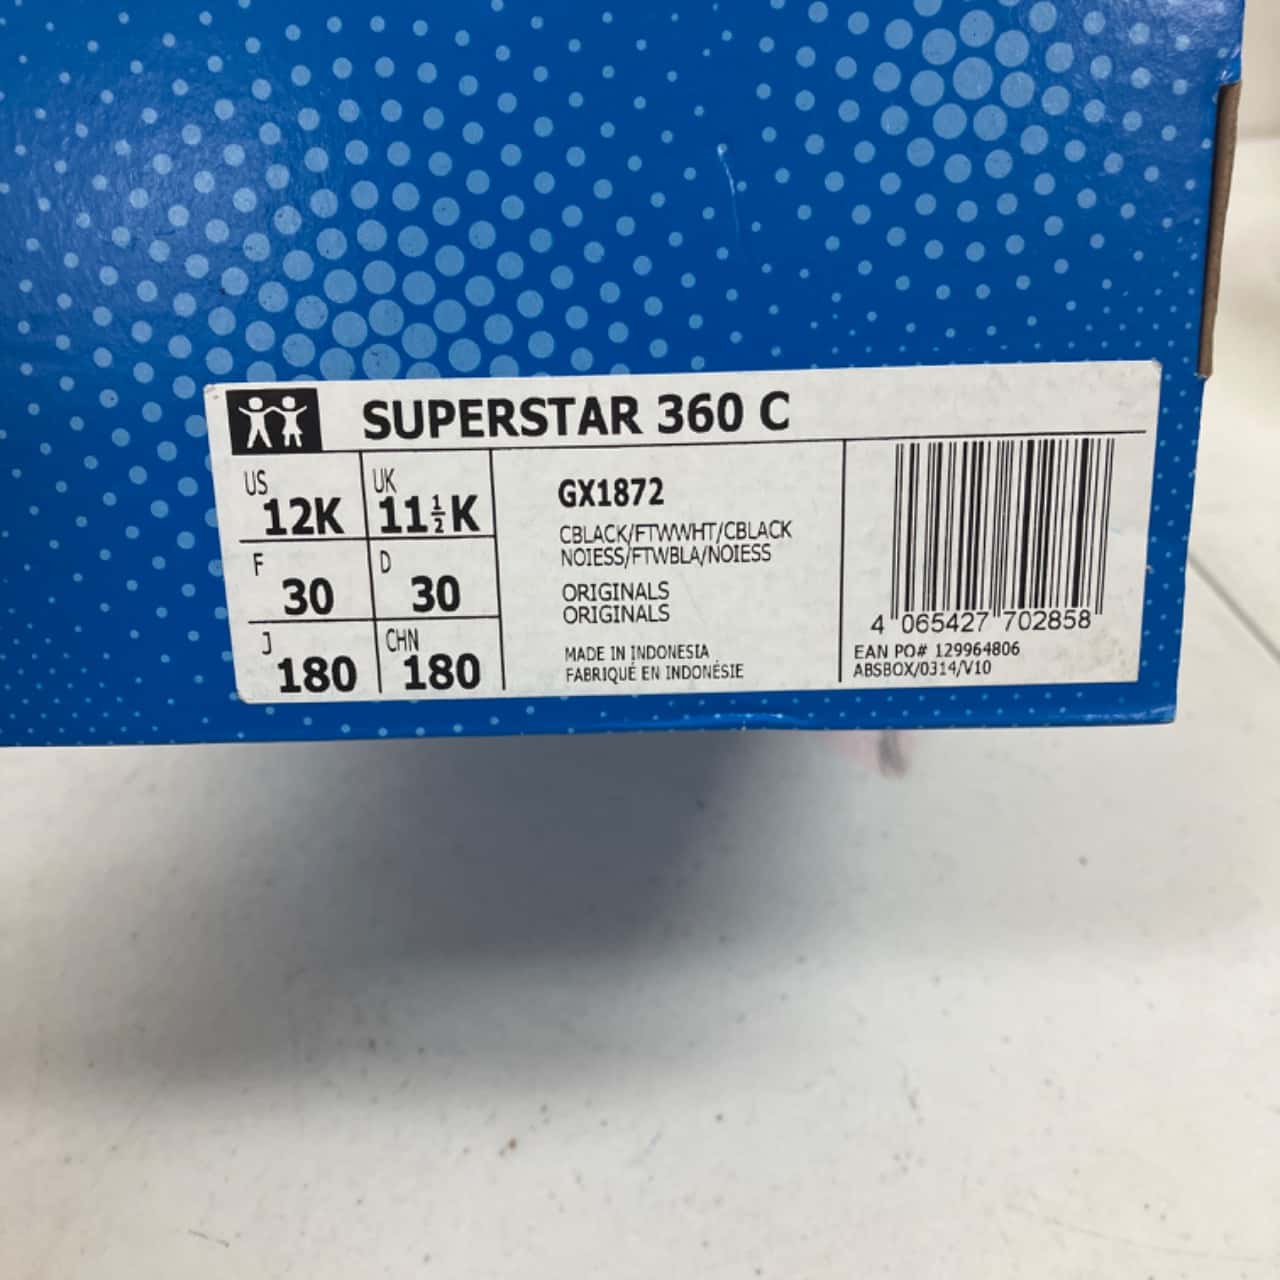 SUPERSTAR 360 C
US 12K
UK 11½K
F 30
D 30
J 180
CHN 180
GX1872
CBLACK/FTWWHT/CBLACK
NOIESS/FTWBLA/NOIESS
ORIGINALS
ORIGINALS
MADE IN INDONESIA
FABRIQUÉ EN INDONÉSIE
4 065427 702858
EAN PO# 129964806
ABSBOX/0314/V10